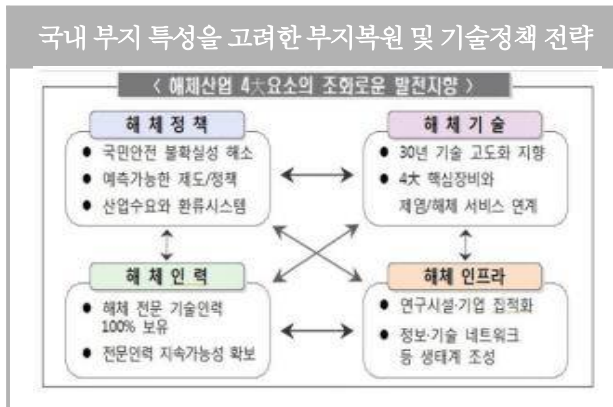 국내 부지 특성을 고려한 부지복원 및 기술정책 전략
< 해체산업 4大요소의 조화로운 발전지향 >
해 체 정 책
● 국민안전 불확실성 해소
● 예측가능한 제도/정책
● 산업수요와 환류시스템
해 체 기 술
● 30년 기술 고도화 지향
● 4大 핵심장비와
제염/해체 서비스 연계
해 체 인 력
● 해체 전문 기술인력
100% 보유
● 전문인력 지속가능성 확보
해체 인프라
● 연구시설·기업 집적화
● 정보·기술 네트워크
등 생태계 조성